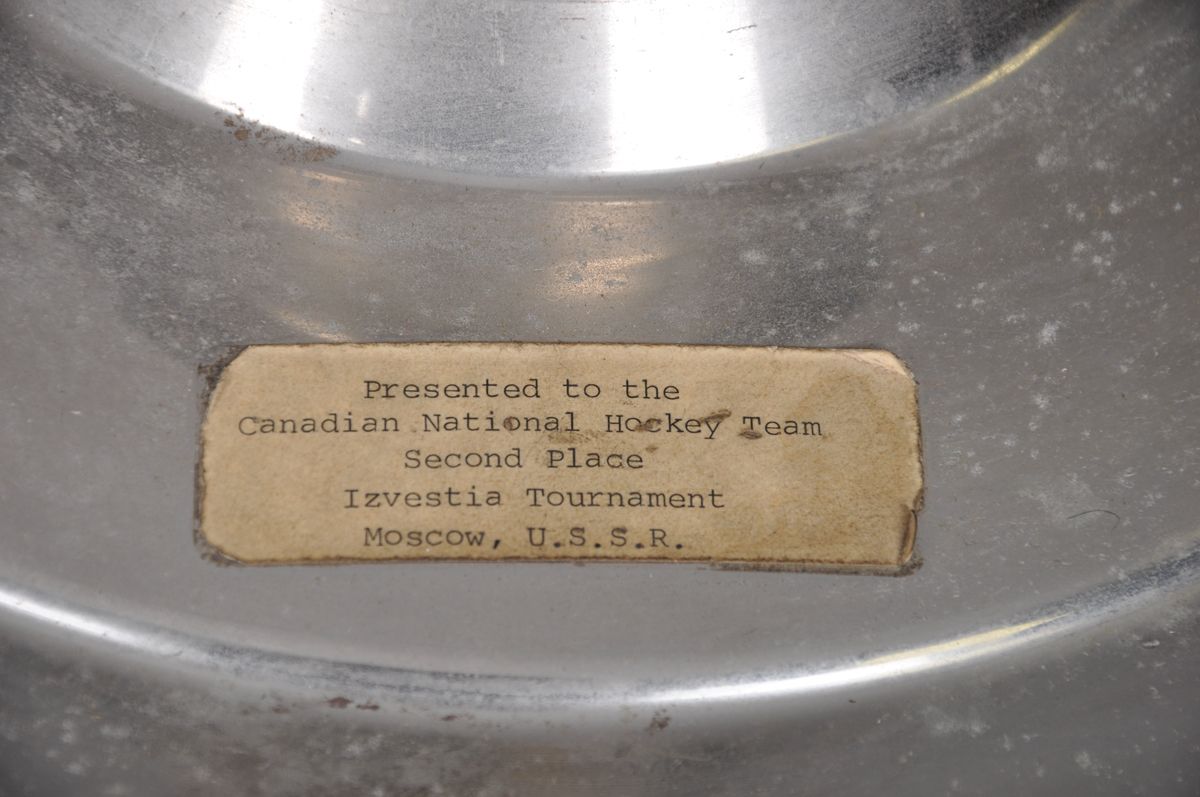 Presented to the
Canadian National Hockey Team
Second Place
Izvestia Tournament
Moscow, U.S.S.R.